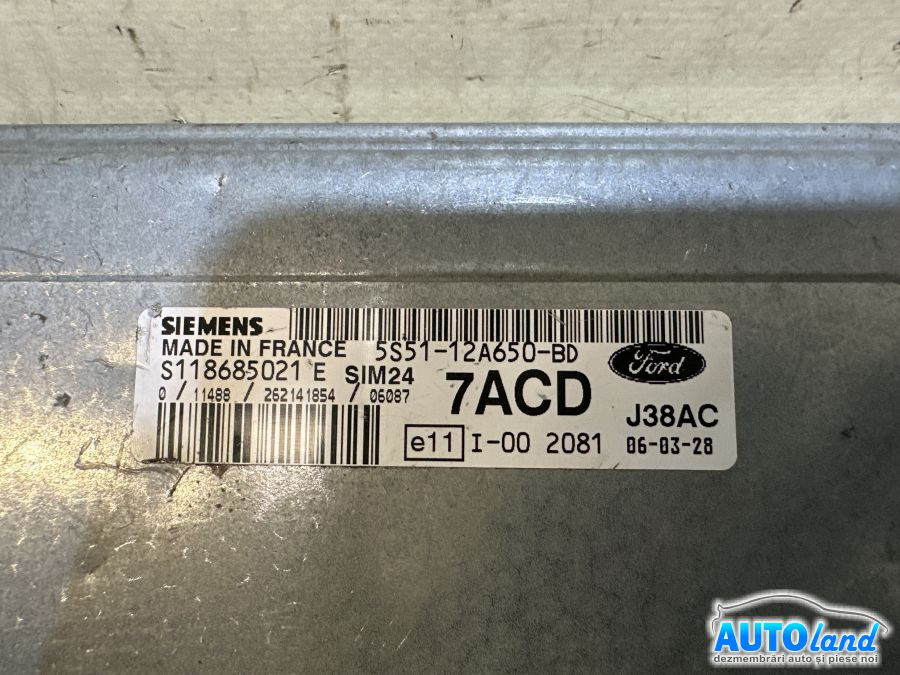 SIEMENS
MADE IN FRANCE 5S51-12A650-BD
S118685021 E SIM24
Ford
0 / 11488 / 262141854 / 06087
7ACD
J38AC
e11 I-00 2081 06-03-28
AUTOland
dezmembrări auto și piese noi